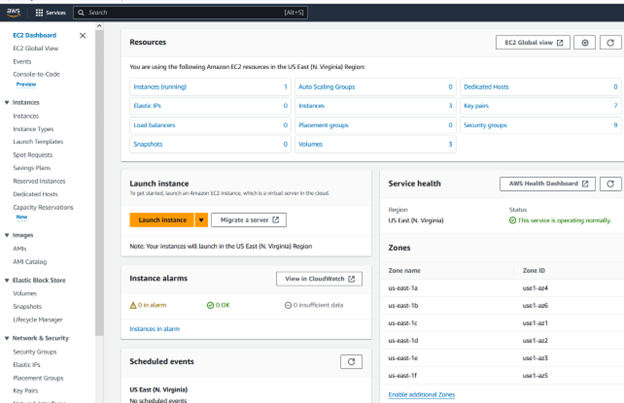 aws
Services
Search
[Alt+S]
EC2 Dashboard
EC2 Global View
Events
Console-to-Code
Preview
Instances
Instances
Instance Types
Launch Templates
Spot Requests
Savings Plans
Reserved Instances
Dedicated Hosts
Capacity Reservations
New
Images
AMIs
AMI Catalog
Elastic Block Store
Volumes
Snapshots
Lifecycle Manager
Network & Security
Security Groups
Elastic IPs
Placement Groups
Key Pairs
Resources
EC2 Global view
You are using the following Amazon EC2 resources in the US East (N. Virginia) Region:
Instances (running) 1 Auto Scaling Groups 0 Dedicated Hosts 0
Elastic IPs 0 Instances 3 Key pairs 7
Load balancers 0 Placement groups 0 Security groups 9
Snapshots 0 Volumes 3
Launch instance
To get started, launch an Amazon EC2 instance, which is a virtual server in the cloud.
Launch instance
Migrate a server
Note: Your instances will launch in the US East (N. Virginia) Region
Instance alarms
View in CloudWatch
0 in alarm 0 OK 0 insufficient data
Instances in alarm
Scheduled events
US East (N. Virginia)
No scheduled events
Service health
AWS Health Dashboard
Region Status
US East (N. Virginia) This service is operating normally.
Zones
Zone name Zone ID
us-east-1a use1-az4
us-east-1b use1-az6
us-east-1c use1-az1
us-east-1d use1-az2
us-east-1e use1-az3
us-east-1f use1-az5
Enable additional Zones